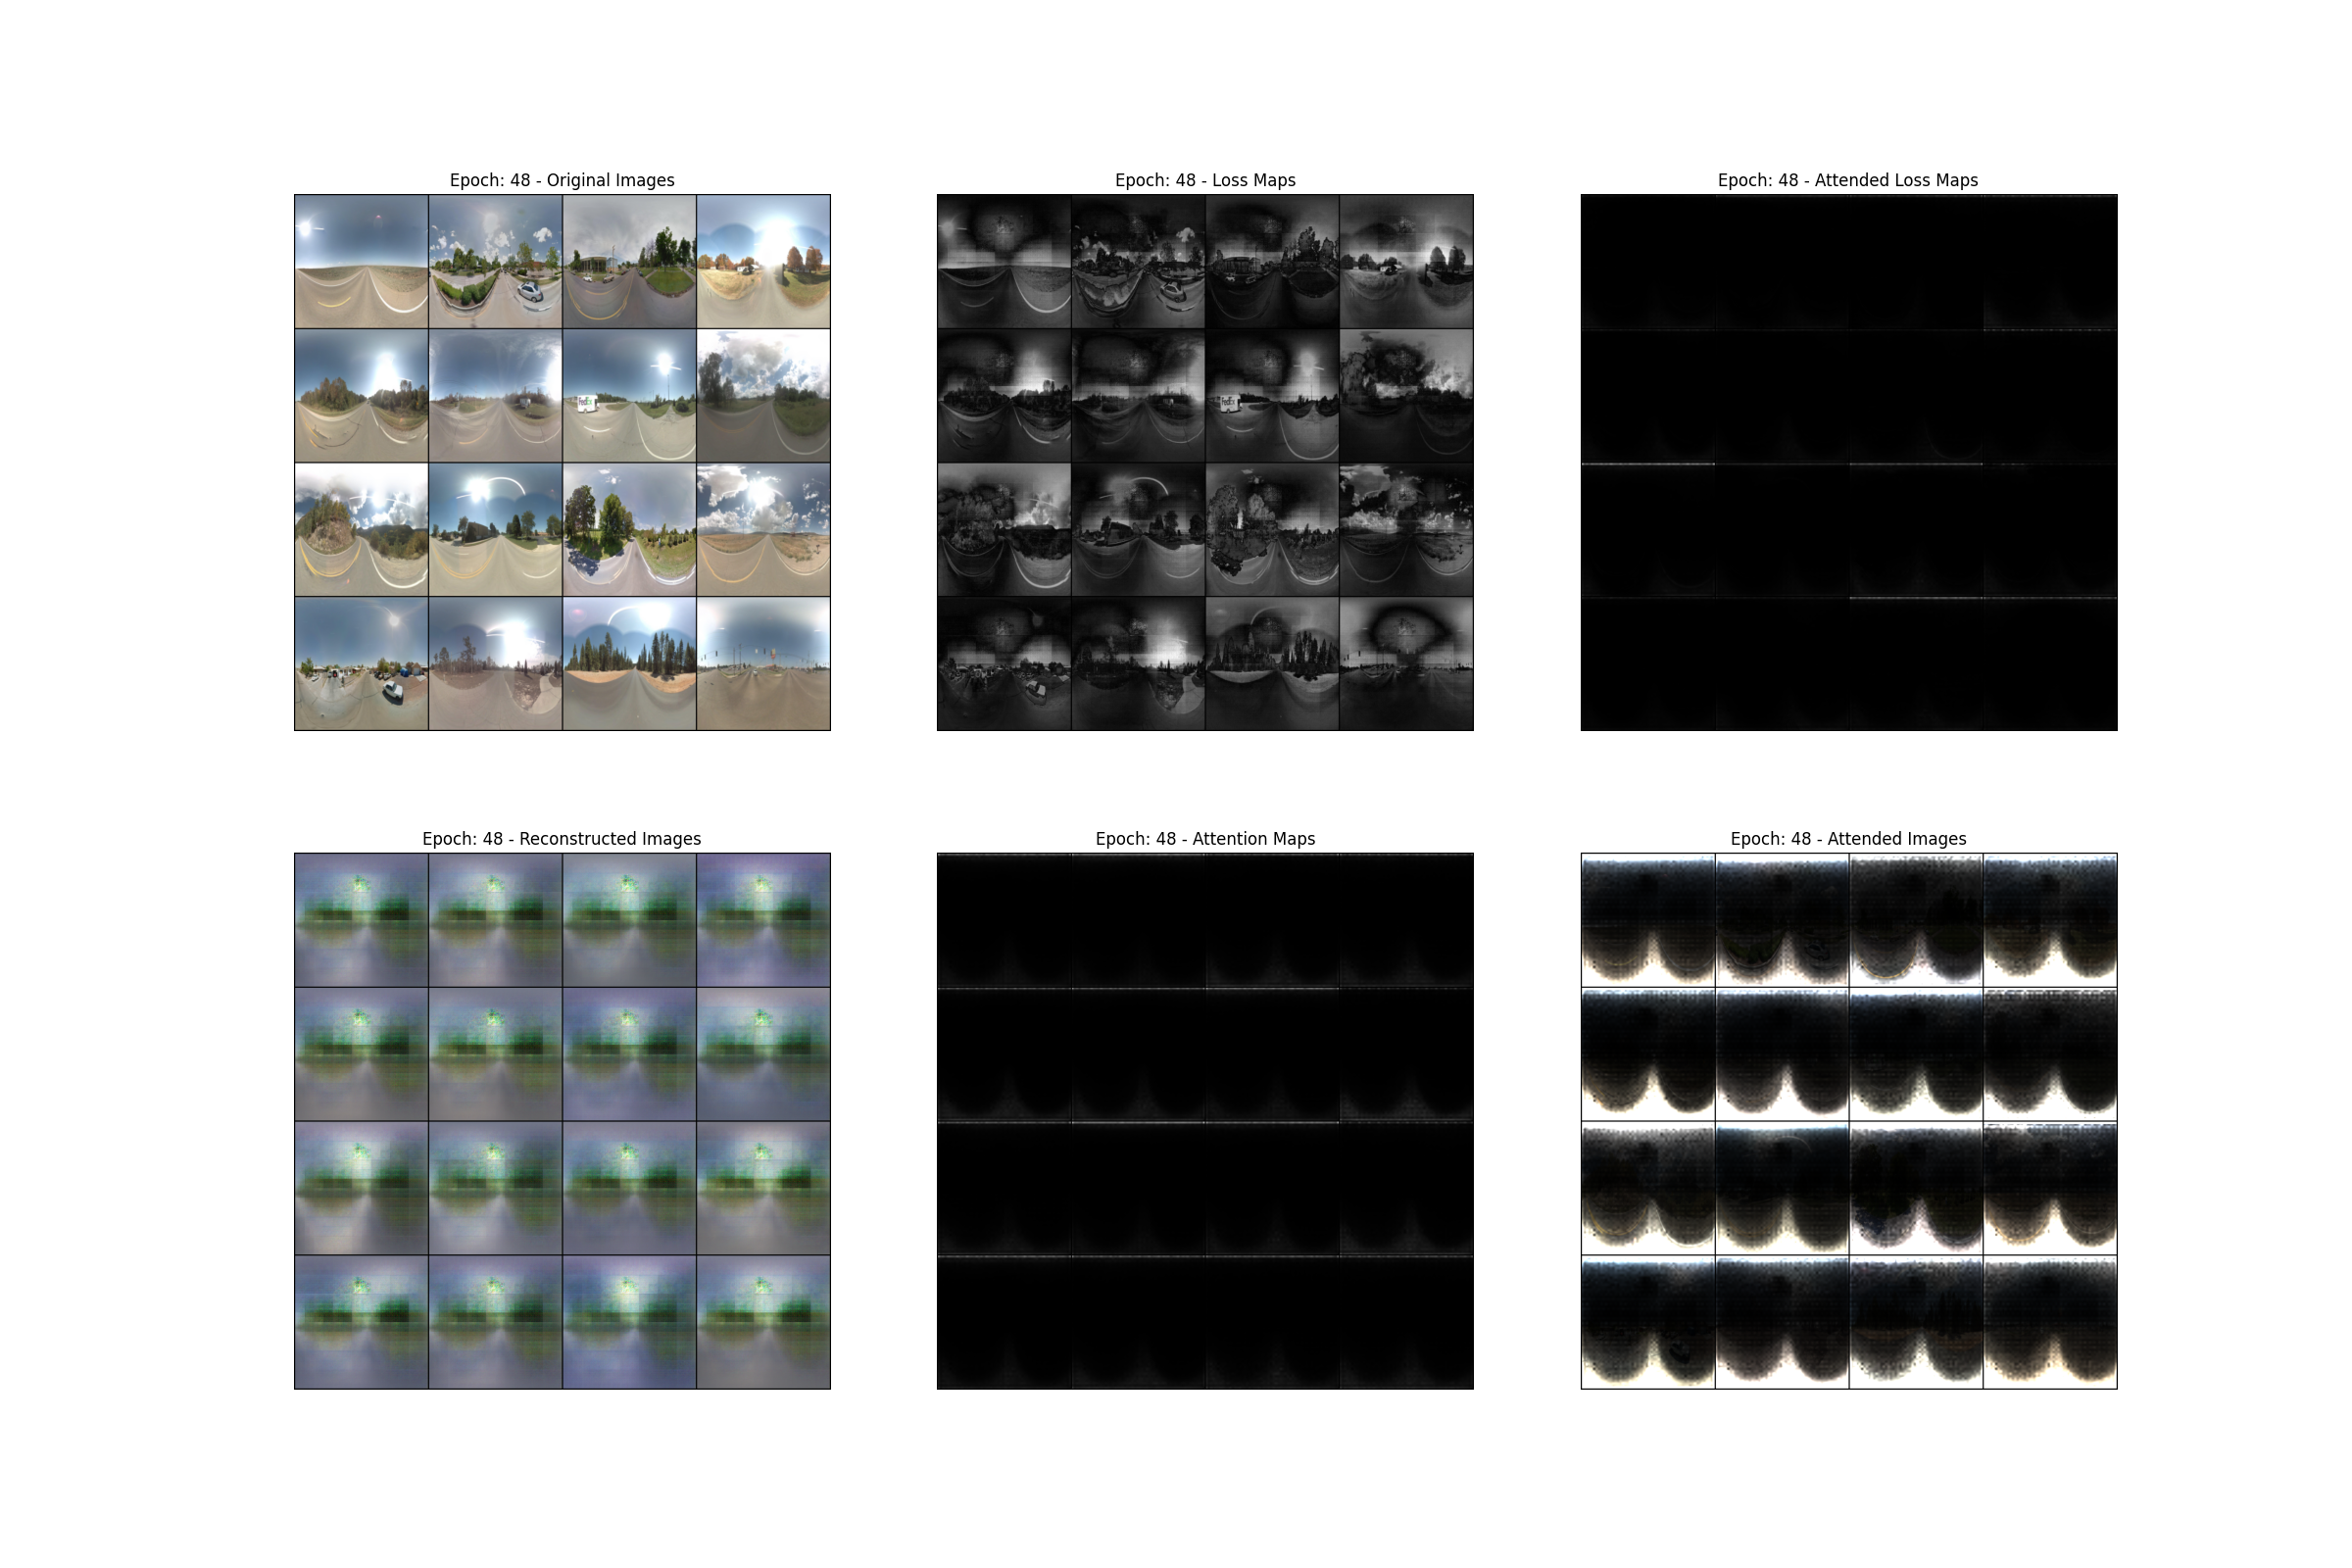 Epoch: 48 - Original Images
Epoch: 48 - Loss Maps
Epoch: 48 - Attended Loss Maps
FedEx
Epoch: 48 - Reconstructed Images
Epoch: 48 - Attention Maps
Epoch: 48 - Attended Images